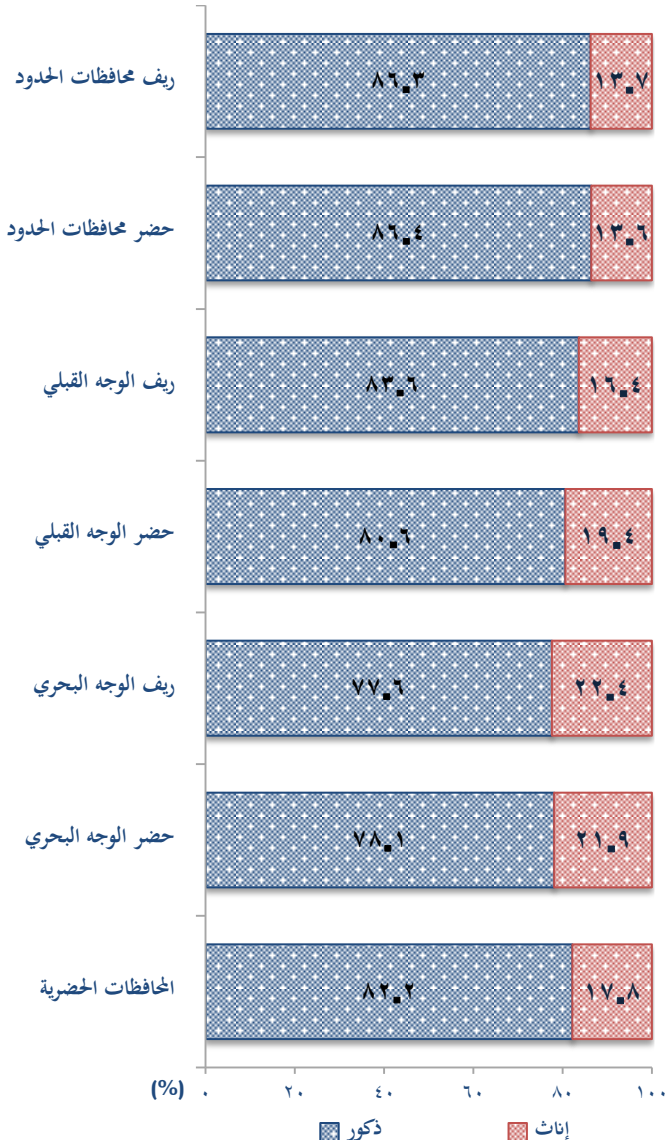 ريف محافظات الحدود
٨٦.٣ ١٣.٧
حضر محافظات الحدود
٨٦.٤ ١٣.٦
ريف الوجه القبلي
٨٣.٦ ١٦.٤
حضر الوجه القبلي
٨٠.٦ ١٩.٤
ريف الوجه البحري
٧٧.٦ ٢٢.٤
حضر الوجه البحري
٧٨.١ ٢١.٩
المحافظات الحضرية
٨٢.٢ ١٧.٨
(%) ٠ ٢٠ ٤٠ ٦٠ ٨٠ ١٠٠
ذكور إناث